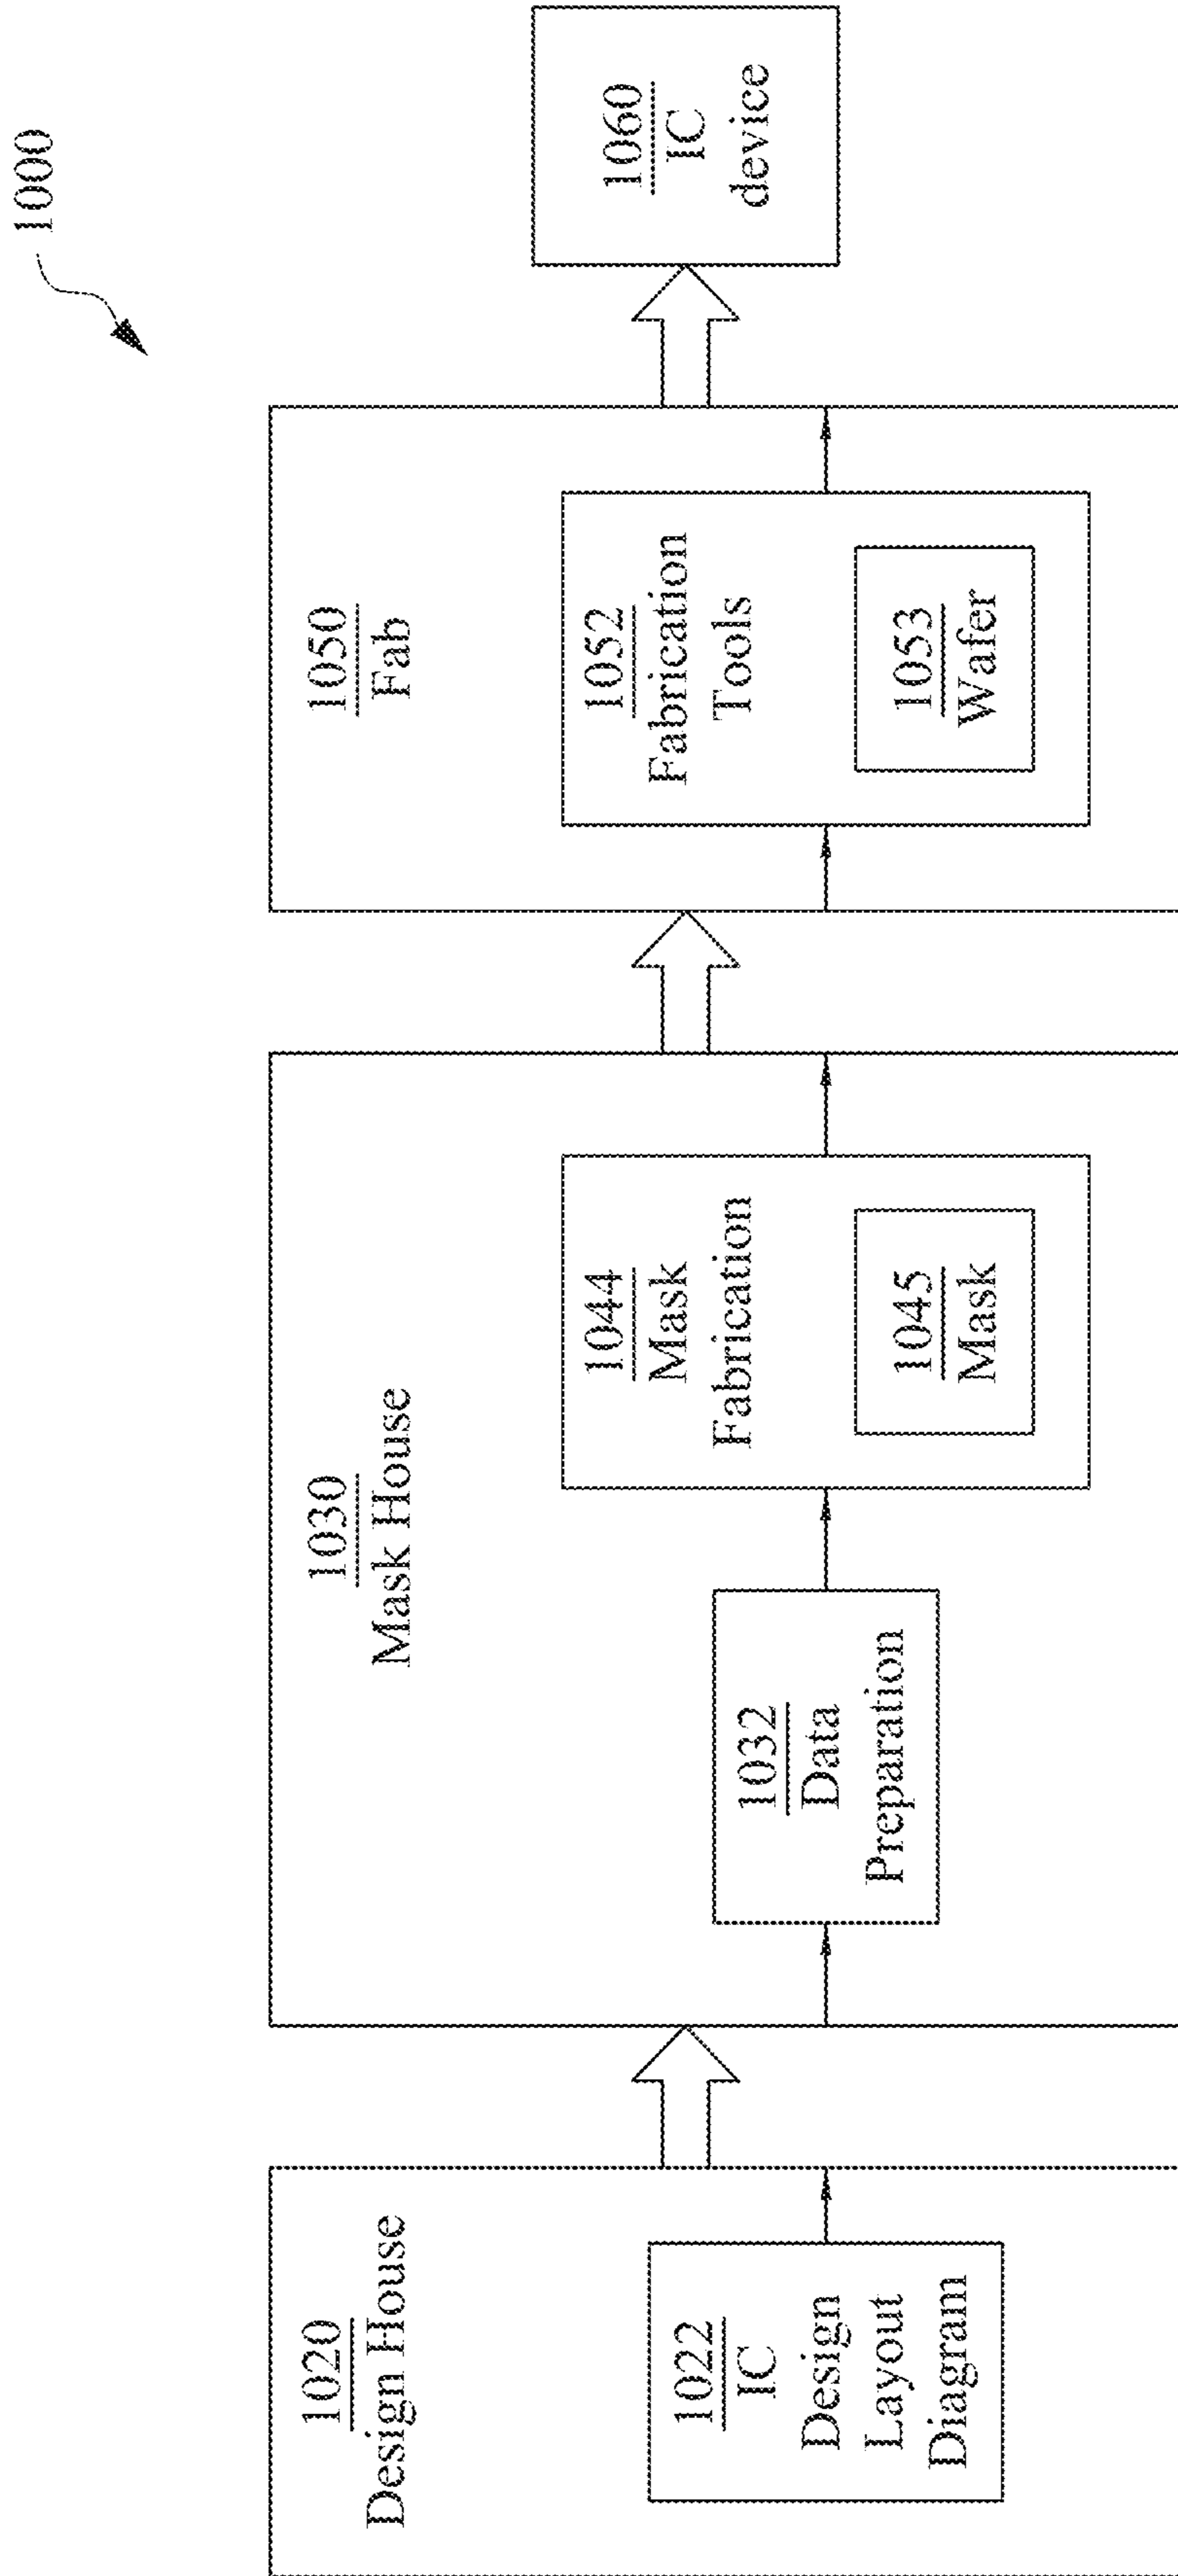 1000
1020
Design House
1022
IC
Design
Layout
Diagram
1030
Mask House
1032
Data
Preparation
1044
Mask
Fabrication
1045
Mask
1050
Fab
1052
Fabrication
Tools
1053
Wafer
1060
IC
device